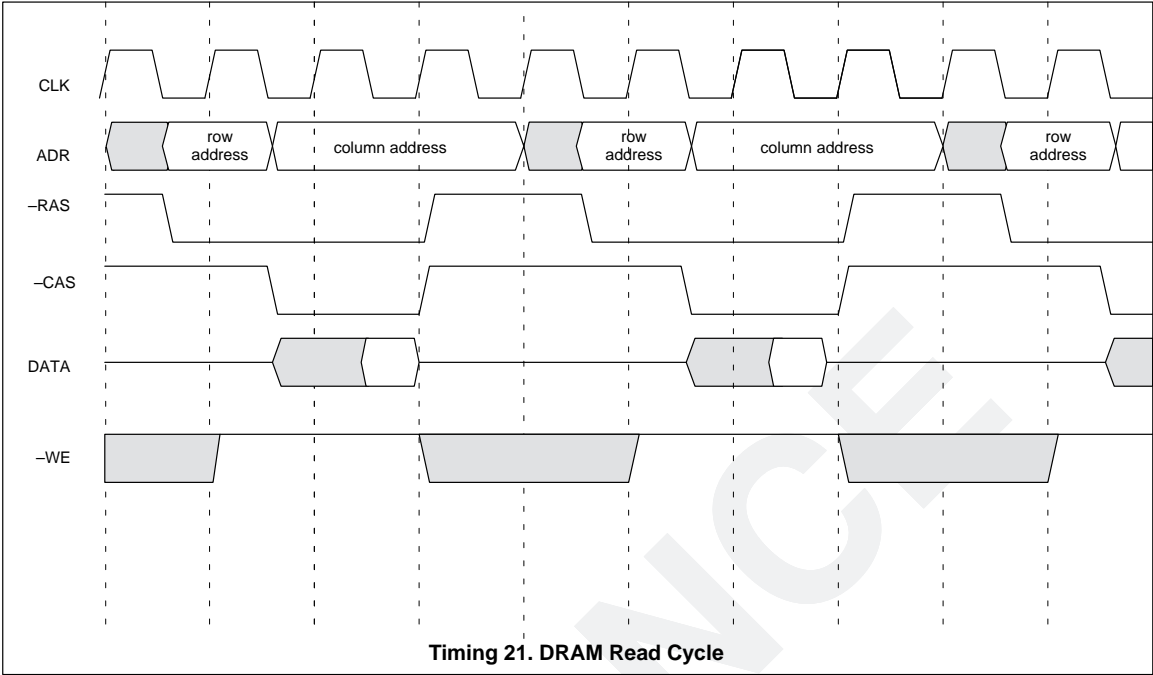 CLK
ADR
row
address
column address
row
address
column address
row
address
–RAS
–CAS
DATA
–WE
NCE
Timing 21. DRAM Read Cycle